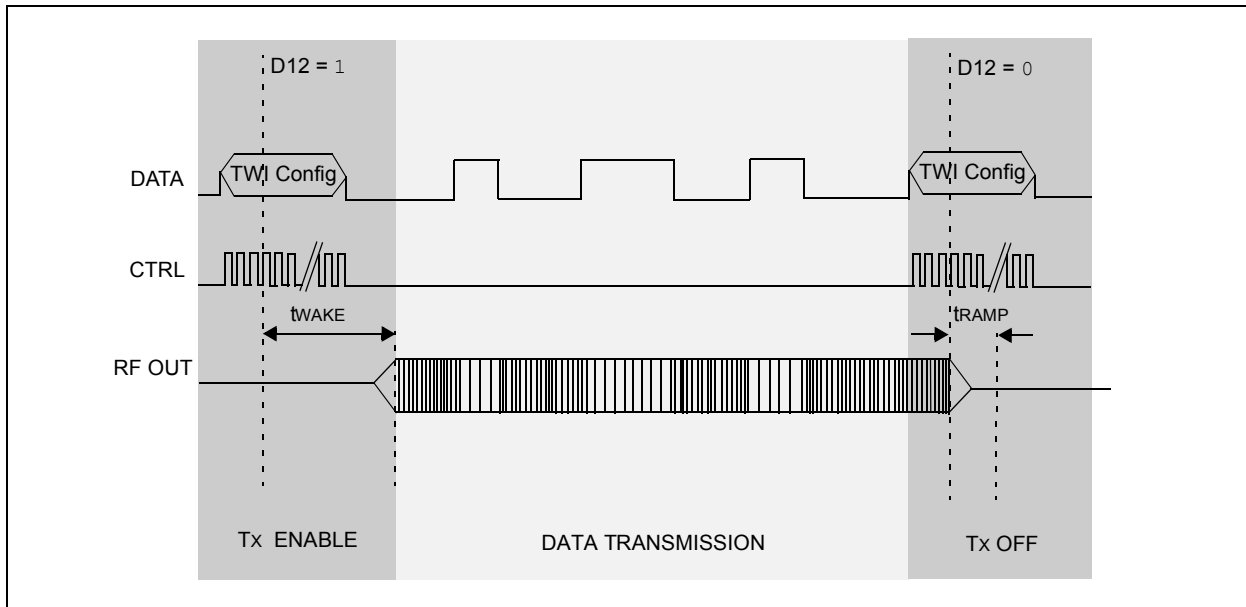 D12 = 1
D12 = 0
DATA
TWI Config
TWI Config
CTRL
tWAKE
tRAMP
RF OUT
TX ENABLE
DATA TRANSMISSION
TX OFF